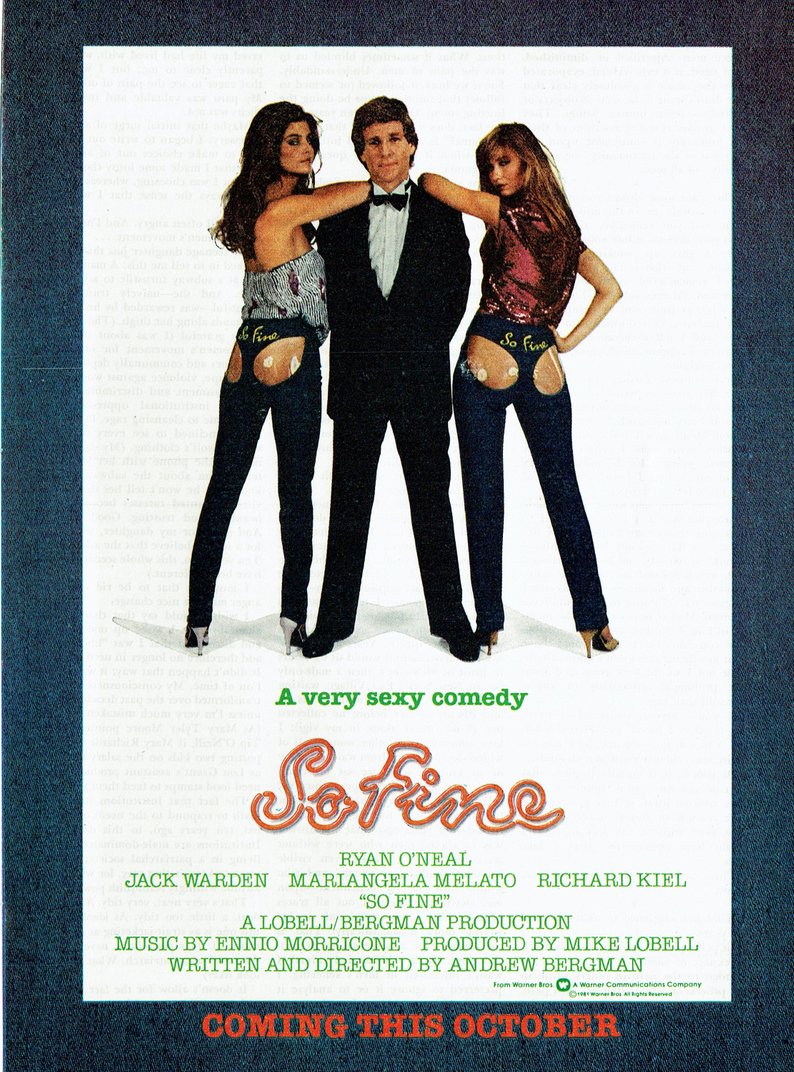 So Fine
So Fine
A very sexy comedy
So Fine
RYAN O'NEAL
JACK WARDEN MARIANGELA MELATO RICHARD KIEL
"SO FINE"
A LOBELL/BERGMAN PRODUCTION
MUSIC BY ENNIO MORRICONE PRODUCED BY MIKE LOBELL
WRITTEN AND DIRECTED BY ANDREW BERGMAN
From Warner Bros. A Warner Communications Company
©1981 Warner Bros. All Rights Reserved
COMING THIS OCTOBER